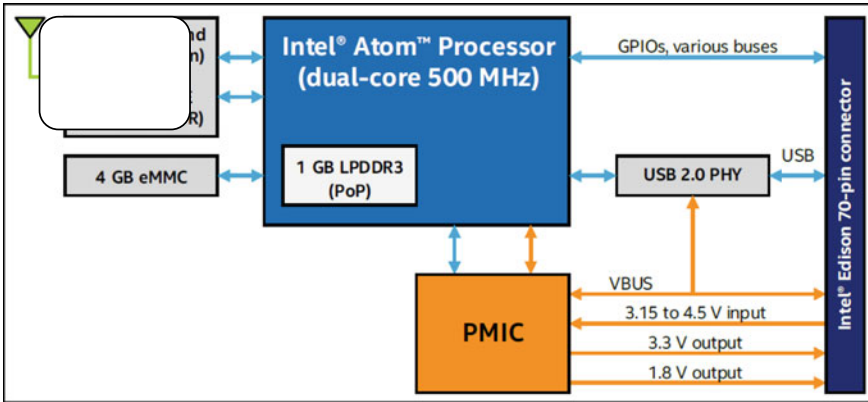 nd
n)
R)
4 GB eMMC
Intel® Atom™ Processor
(dual-core 500 MHz)
1 GB LPDDR3
(PoP)
GPIOs, various buses
USB 2.0 PHY
USB
PMIC
VBUS
3.15 to 4.5 V input
3.3 V output
1.8 V output
Intel® Edison 70-pin connector